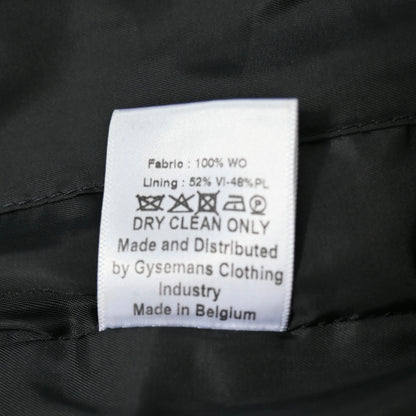 Fabric : 100% WO
Lining : 52% VI-48%PL
DRY CLEAN ONLY
Made and Distributed
by Gysemans Clothing
Industry
Made in Belgium